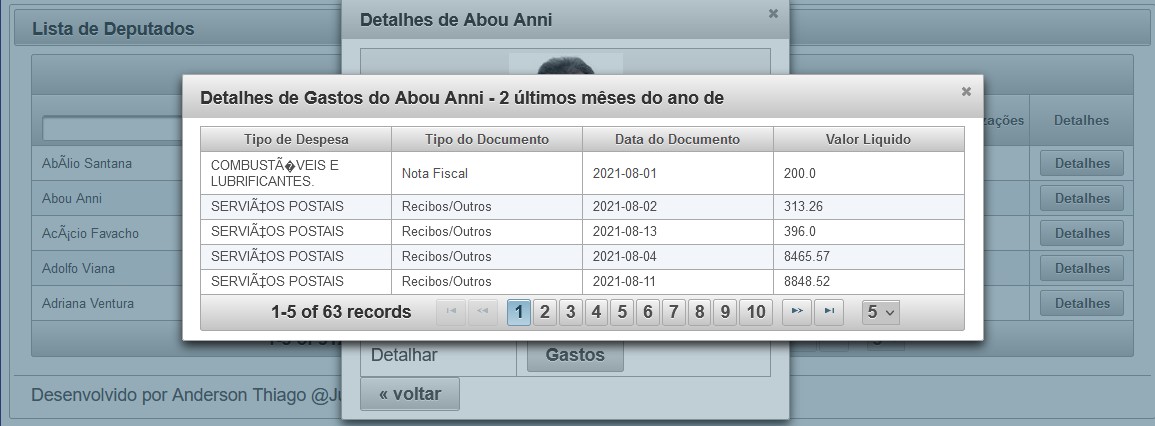 Detalhes de Abou Anni
Lista de Deputados
Detalhes de Gastos do Abou Anni - 2 últimos mêses do ano de
Tipo de Despesa Tipo do Documento Data do Documento Valor Liquido
COMBUSTÃ�VEIS E
LUBRIFICANTES. Nota Fiscal 2021-08-01 200.0
SERVIÃ‡OS POSTAIS Recibos/Outros 2021-08-02 313.26
SERVIÃ‡OS POSTAIS Recibos/Outros 2021-08-13 396.0
SERVIÃ‡OS POSTAIS Recibos/Outros 2021-08-04 8465.57
SERVIÃ‡OS POSTAIS Recibos/Outros 2021-08-11 8848.52
1-5 of 63 records 1 2 3 4 5 6 7 8 9 10 5
zações Detalhes
AbÃ­lio Santana Detalhes
Abou Anni Detalhes
AcÃ¡cio Favacho Detalhes
Adolfo Viana Detalhes
Adriana Ventura Detalhes
Detalhar Gastos
« voltar
Desenvolvido por Anderson Thiago